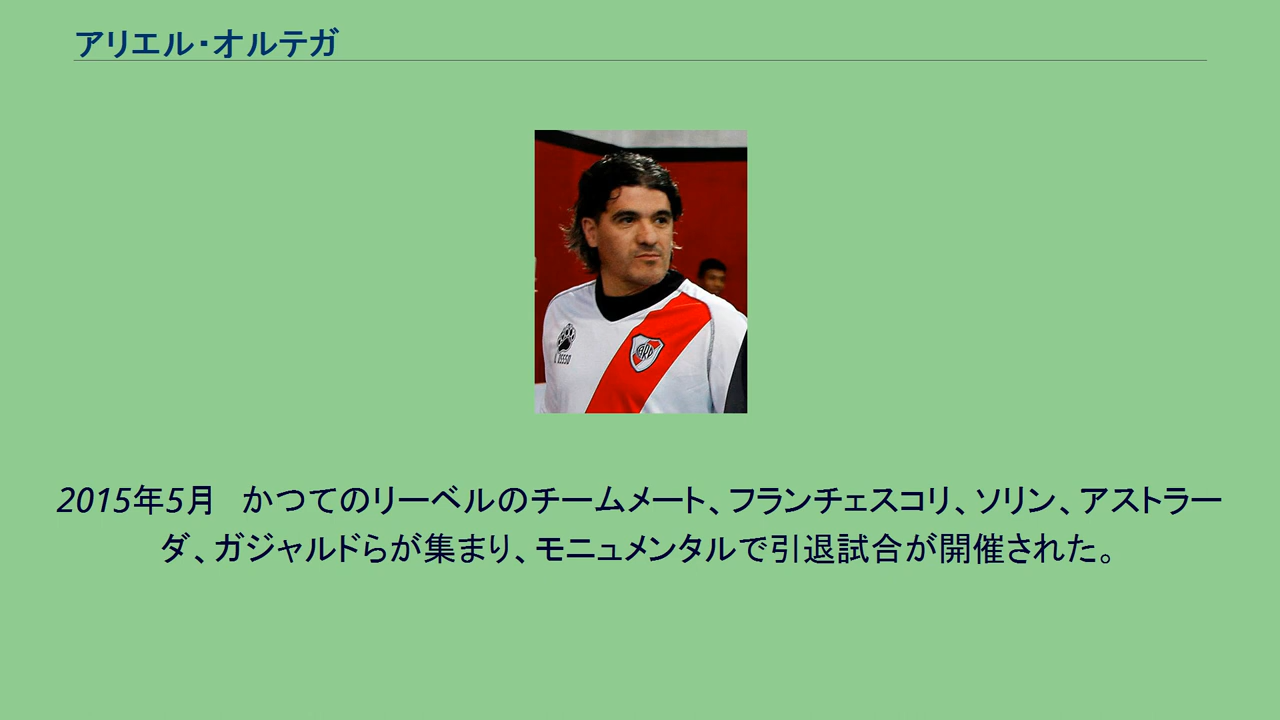 アリエル・オルテガ
2015年5月　かつてのリーベルのチームメート、フランチェスコリ、ソリン、アストラー
ダ、ガジャルドらが集まり、モニュメンタルで引退試合が開催された。